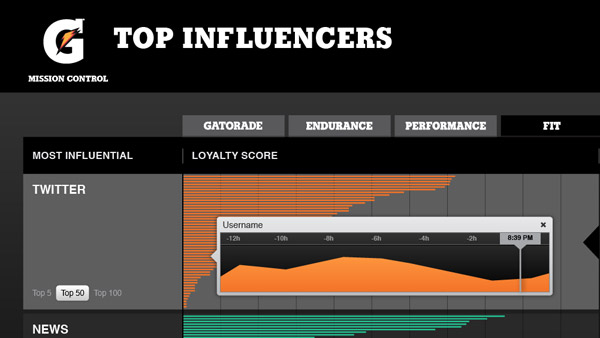 G
TOP INFLUENCERS
MISSION CONTROL
GATORADE ENDURANCE PERFORMANCE FIT
MOST INFLUENTIAL LOYALTY SCORE
TWITTER
Username ×
-12h -10h -8h -6h -4h -2h 8:39 PM
Top 5 Top 50 Top 100
NEWS